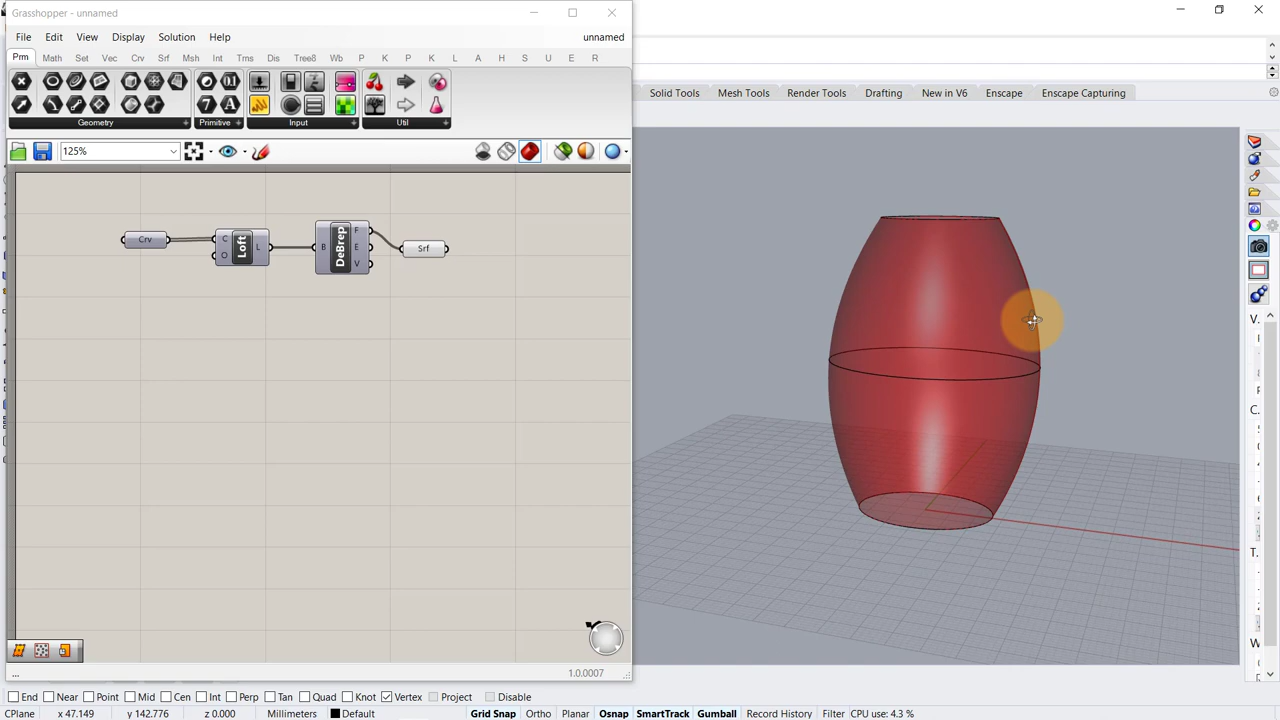 Grasshopper - unnamed
File Edit View Display Solution Help unnamed
Prm Math Set Vec Crv Srf Msh Int Trns Dis Tree8 Wb P K P K L H S U E R
Geometry Primitive Input Util
125%
Solid Tools Mesh Tools Render Tools Drafting New in V6 Enscape Enscape Capturing
Crv C O Loft L B DeBrep F E V Srf
V.
C.
T.
W
... 1.0.0007
End Near Point Mid Cen Int Perp Tan Quad Knot Vertex Project Disable
CPlane x 47.149 y 142.776 z 0.000 Millimeters Default Grid Snap Ortho Planar Osnap SmartTrack Gumball Record History Filter CPU use: 4.3 %